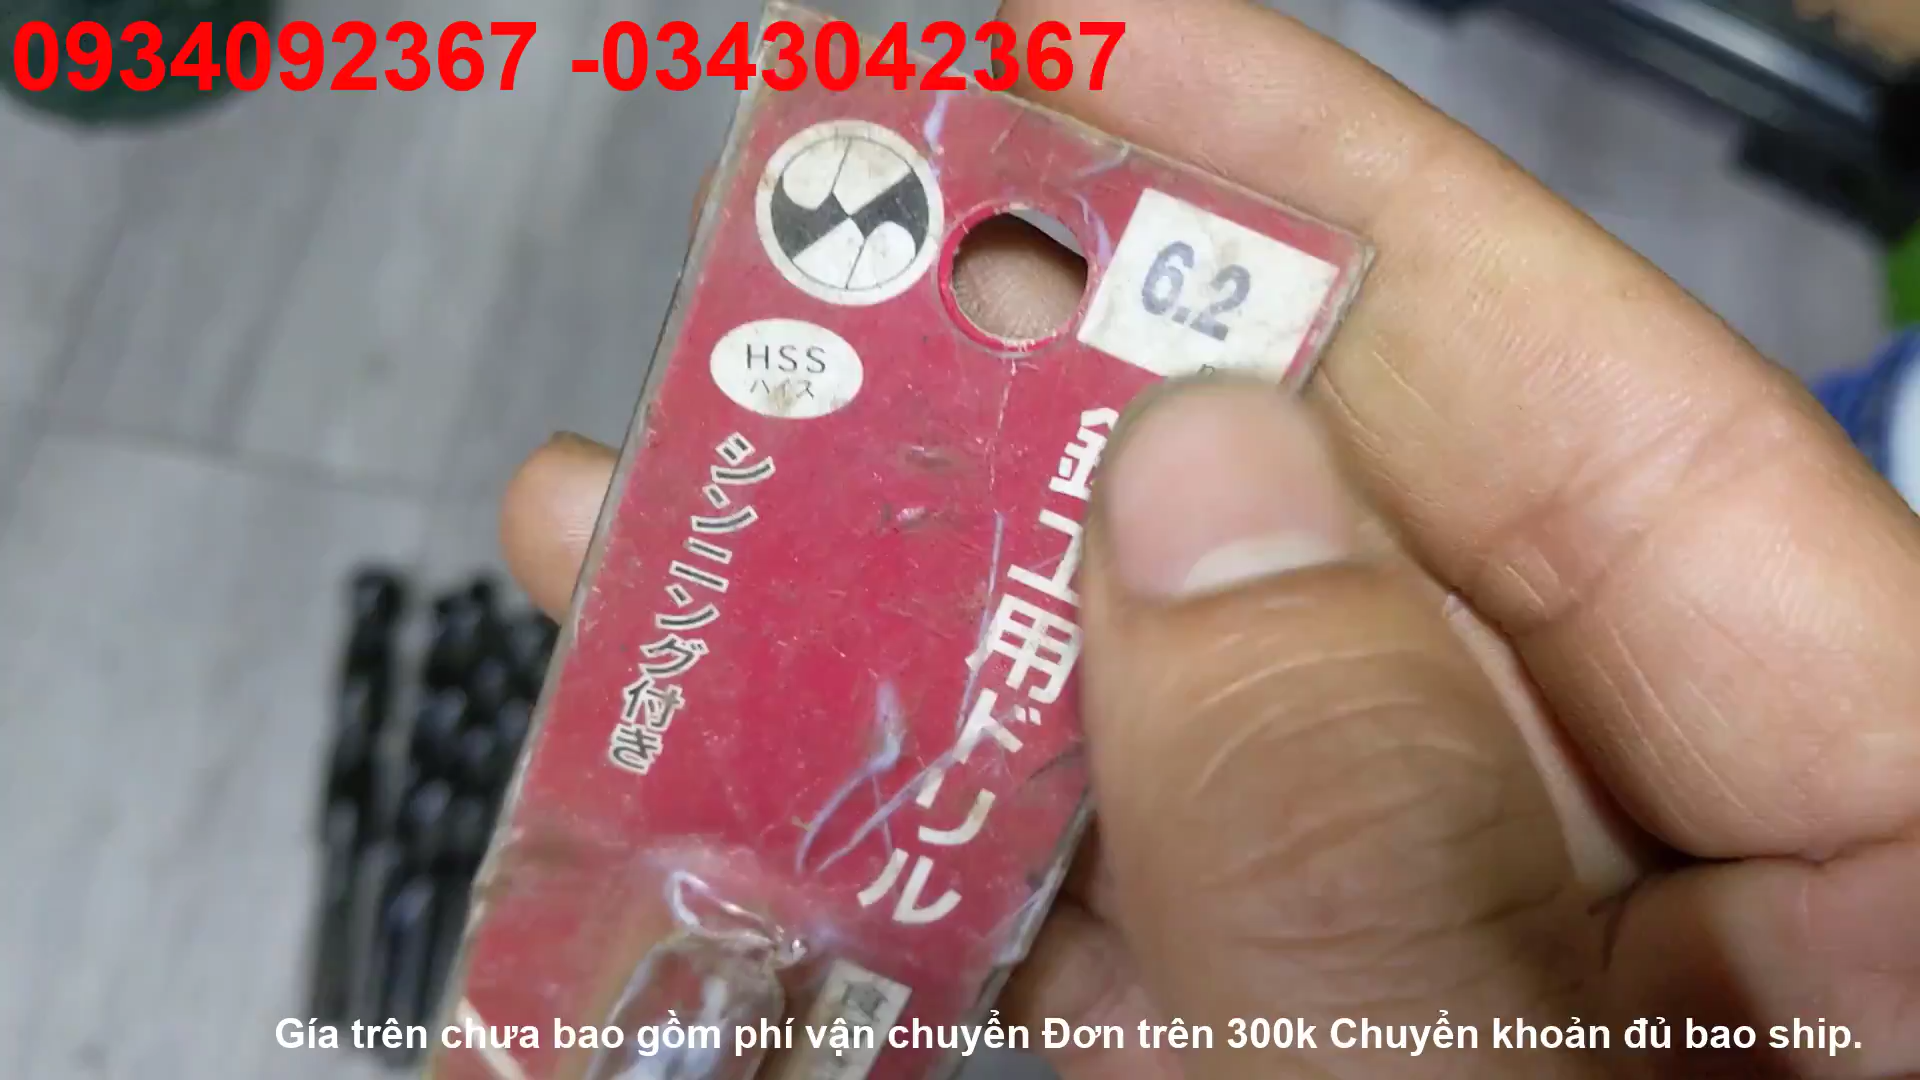 0934092367 -0343042367
6.2
HSS
ハイス
金工用ドリル
シンニング付き
Gía trên chưa bao gồm phí vận chuyển Đơn trên 300k Chuyển khoản đủ bao ship.